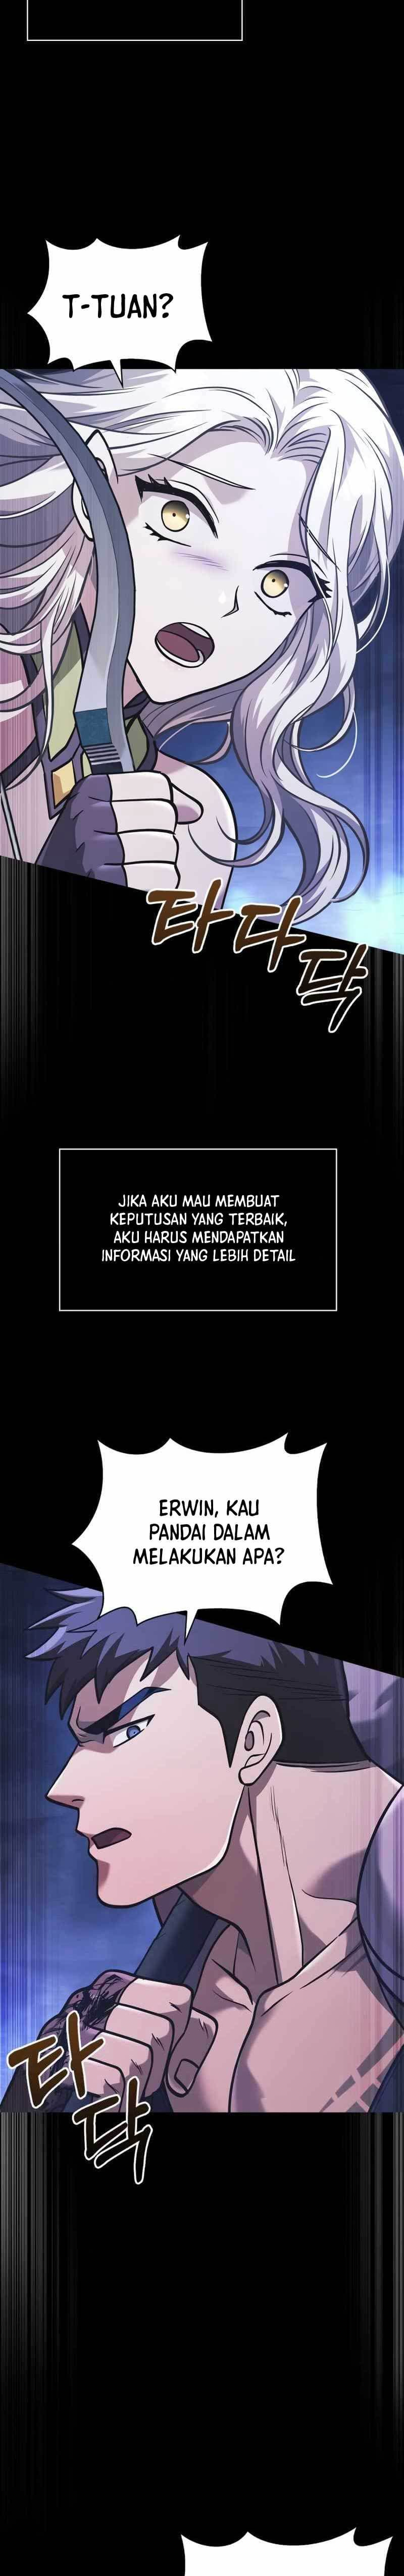 T-TUAN?
타다닥
JIKA AKU MAU MEMBUAT
KEPUTUSAN YANG TERBAIK,
AKU HARUS MENDAPATKAN
INFORMASI YANG LEBIH DETAIL
ERWIN, KAU
PANDAI DALAM
MELAKUKAN APA?
타닥